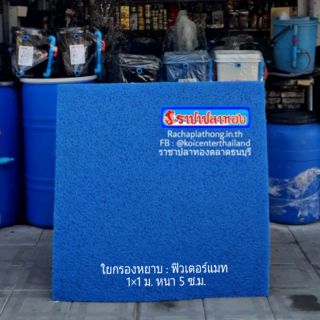 ราชาปลาทอง
Rachaplathong.in.th
FB : @koicenterthailand
ราชาปลาทองตลาดธนบุรี
ใยกรองหยาบ : ฟิวเตอร์แมท
1×1 ม. หนา 5 ซ.ม.